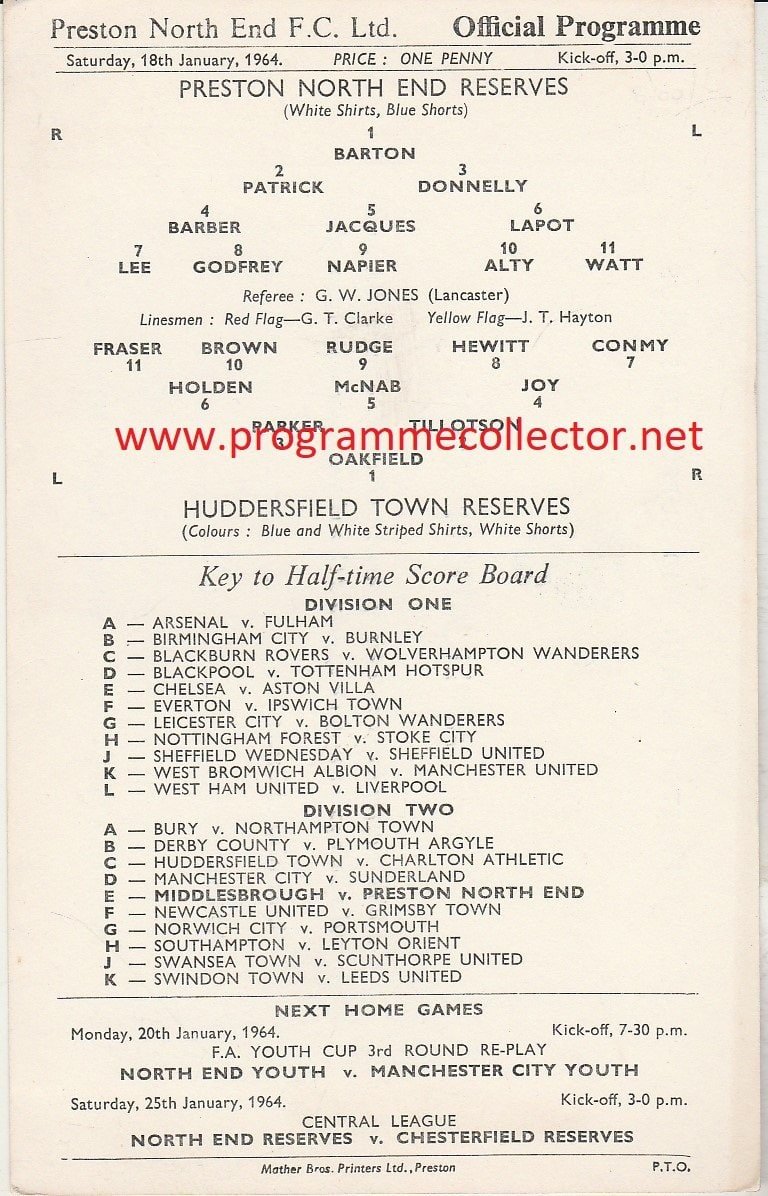 Preston North End F.C. Ltd. Official Programme
Saturday, 18th January, 1964. PRICE : ONE PENNY Kick-off, 3-0 p.m.
PRESTON NORTH END RESERVES
(White Shirts, Blue Shorts)
R 1 L
BARTON
2 3
PATRICK DONNELLY
4 5 6
BARBER JACQUES LAPOT
7 8 9 10 11
LEE GODFREY NAPIER ALTY WATT
Referee : G. W. JONES (Lancaster)
Linesmen : Red Flag—G. T. Clarke Yellow Flag—J. T. Hayton
FRASER BROWN RUDGE HEWITT CONMY
11 10 9 8 7
HOLDEN McNAB JOY
6 5 4
PARKER TILLOTSON
www.programmecollector.net
3 2
OAKFIELD
L 1 R
HUDDERSFIELD TOWN RESERVES
(Colours : Blue and White Striped Shirts, White Shorts)
Key to Half-time Score Board
DIVISION ONE
A — ARSENAL v. FULHAM
B — BIRMINGHAM CITY v. BURNLEY
C — BLACKBURN ROVERS v. WOLVERHAMPTON WANDERERS
D — BLACKPOOL v. TOTTENHAM HOTSPUR
E — CHELSEA v. ASTON VILLA
F — EVERTON v. IPSWICH TOWN
G — LEICESTER CITY v. BOLTON WANDERERS
H — NOTTINGHAM FOREST v. STOKE CITY
J — SHEFFIELD WEDNESDAY v. SHEFFIELD UNITED
K — WEST BROMWICH ALBION v. MANCHESTER UNITED
L — WEST HAM UNITED v. LIVERPOOL
DIVISION TWO
A — BURY v. NORTHAMPTON TOWN
B — DERBY COUNTY v. PLYMOUTH ARGYLE
C — HUDDERSFIELD TOWN v. CHARLTON ATHLETIC
D — MANCHESTER CITY v. SUNDERLAND
E — MIDDLESBROUGH v. PRESTON NORTH END
F — NEWCASTLE UNITED v. GRIMSBY TOWN
G — NORWICH CITY v. PORTSMOUTH
H — SOUTHAMPTON v. LEYTON ORIENT
J — SWANSEA TOWN v. SCUNTHORPE UNITED
K — SWINDON TOWN v. LEEDS UNITED
NEXT HOME GAMES
Monday, 20th January, 1964. Kick-off, 7-30 p.m.
F.A. YOUTH CUP 3rd ROUND RE-PLAY
NORTH END YOUTH v. MANCHESTER CITY YOUTH
Saturday, 25th January, 1964. Kick-off, 3-0 p.m.
CENTRAL LEAGUE
NORTH END RESERVES v. CHESTERFIELD RESERVES
Mather Bros. Printers Ltd., Preston P.T.O.